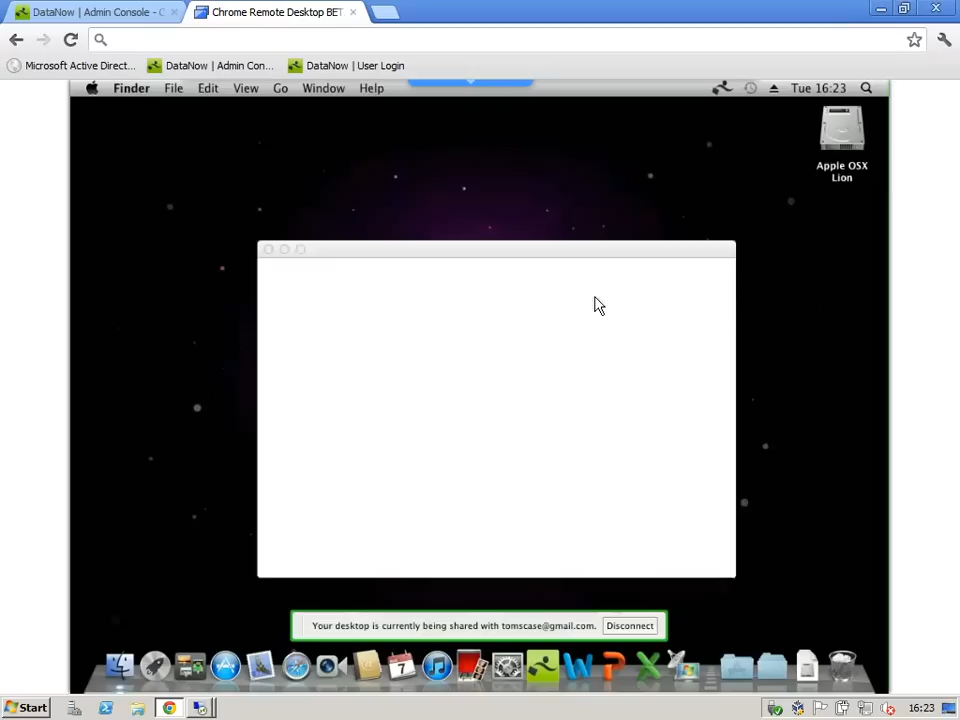 DataNow | Admin Console - C
Chrome Remote Desktop BET
Microsoft Active Direct...
DataNow | Admin Con...
DataNow | User Login
Finder File Edit View Go Window Help
Tue 16:23
Apple OSX
Lion
Your desktop is currently being shared with tomscase@gmail.com.
Disconnect
7
Start
16:23